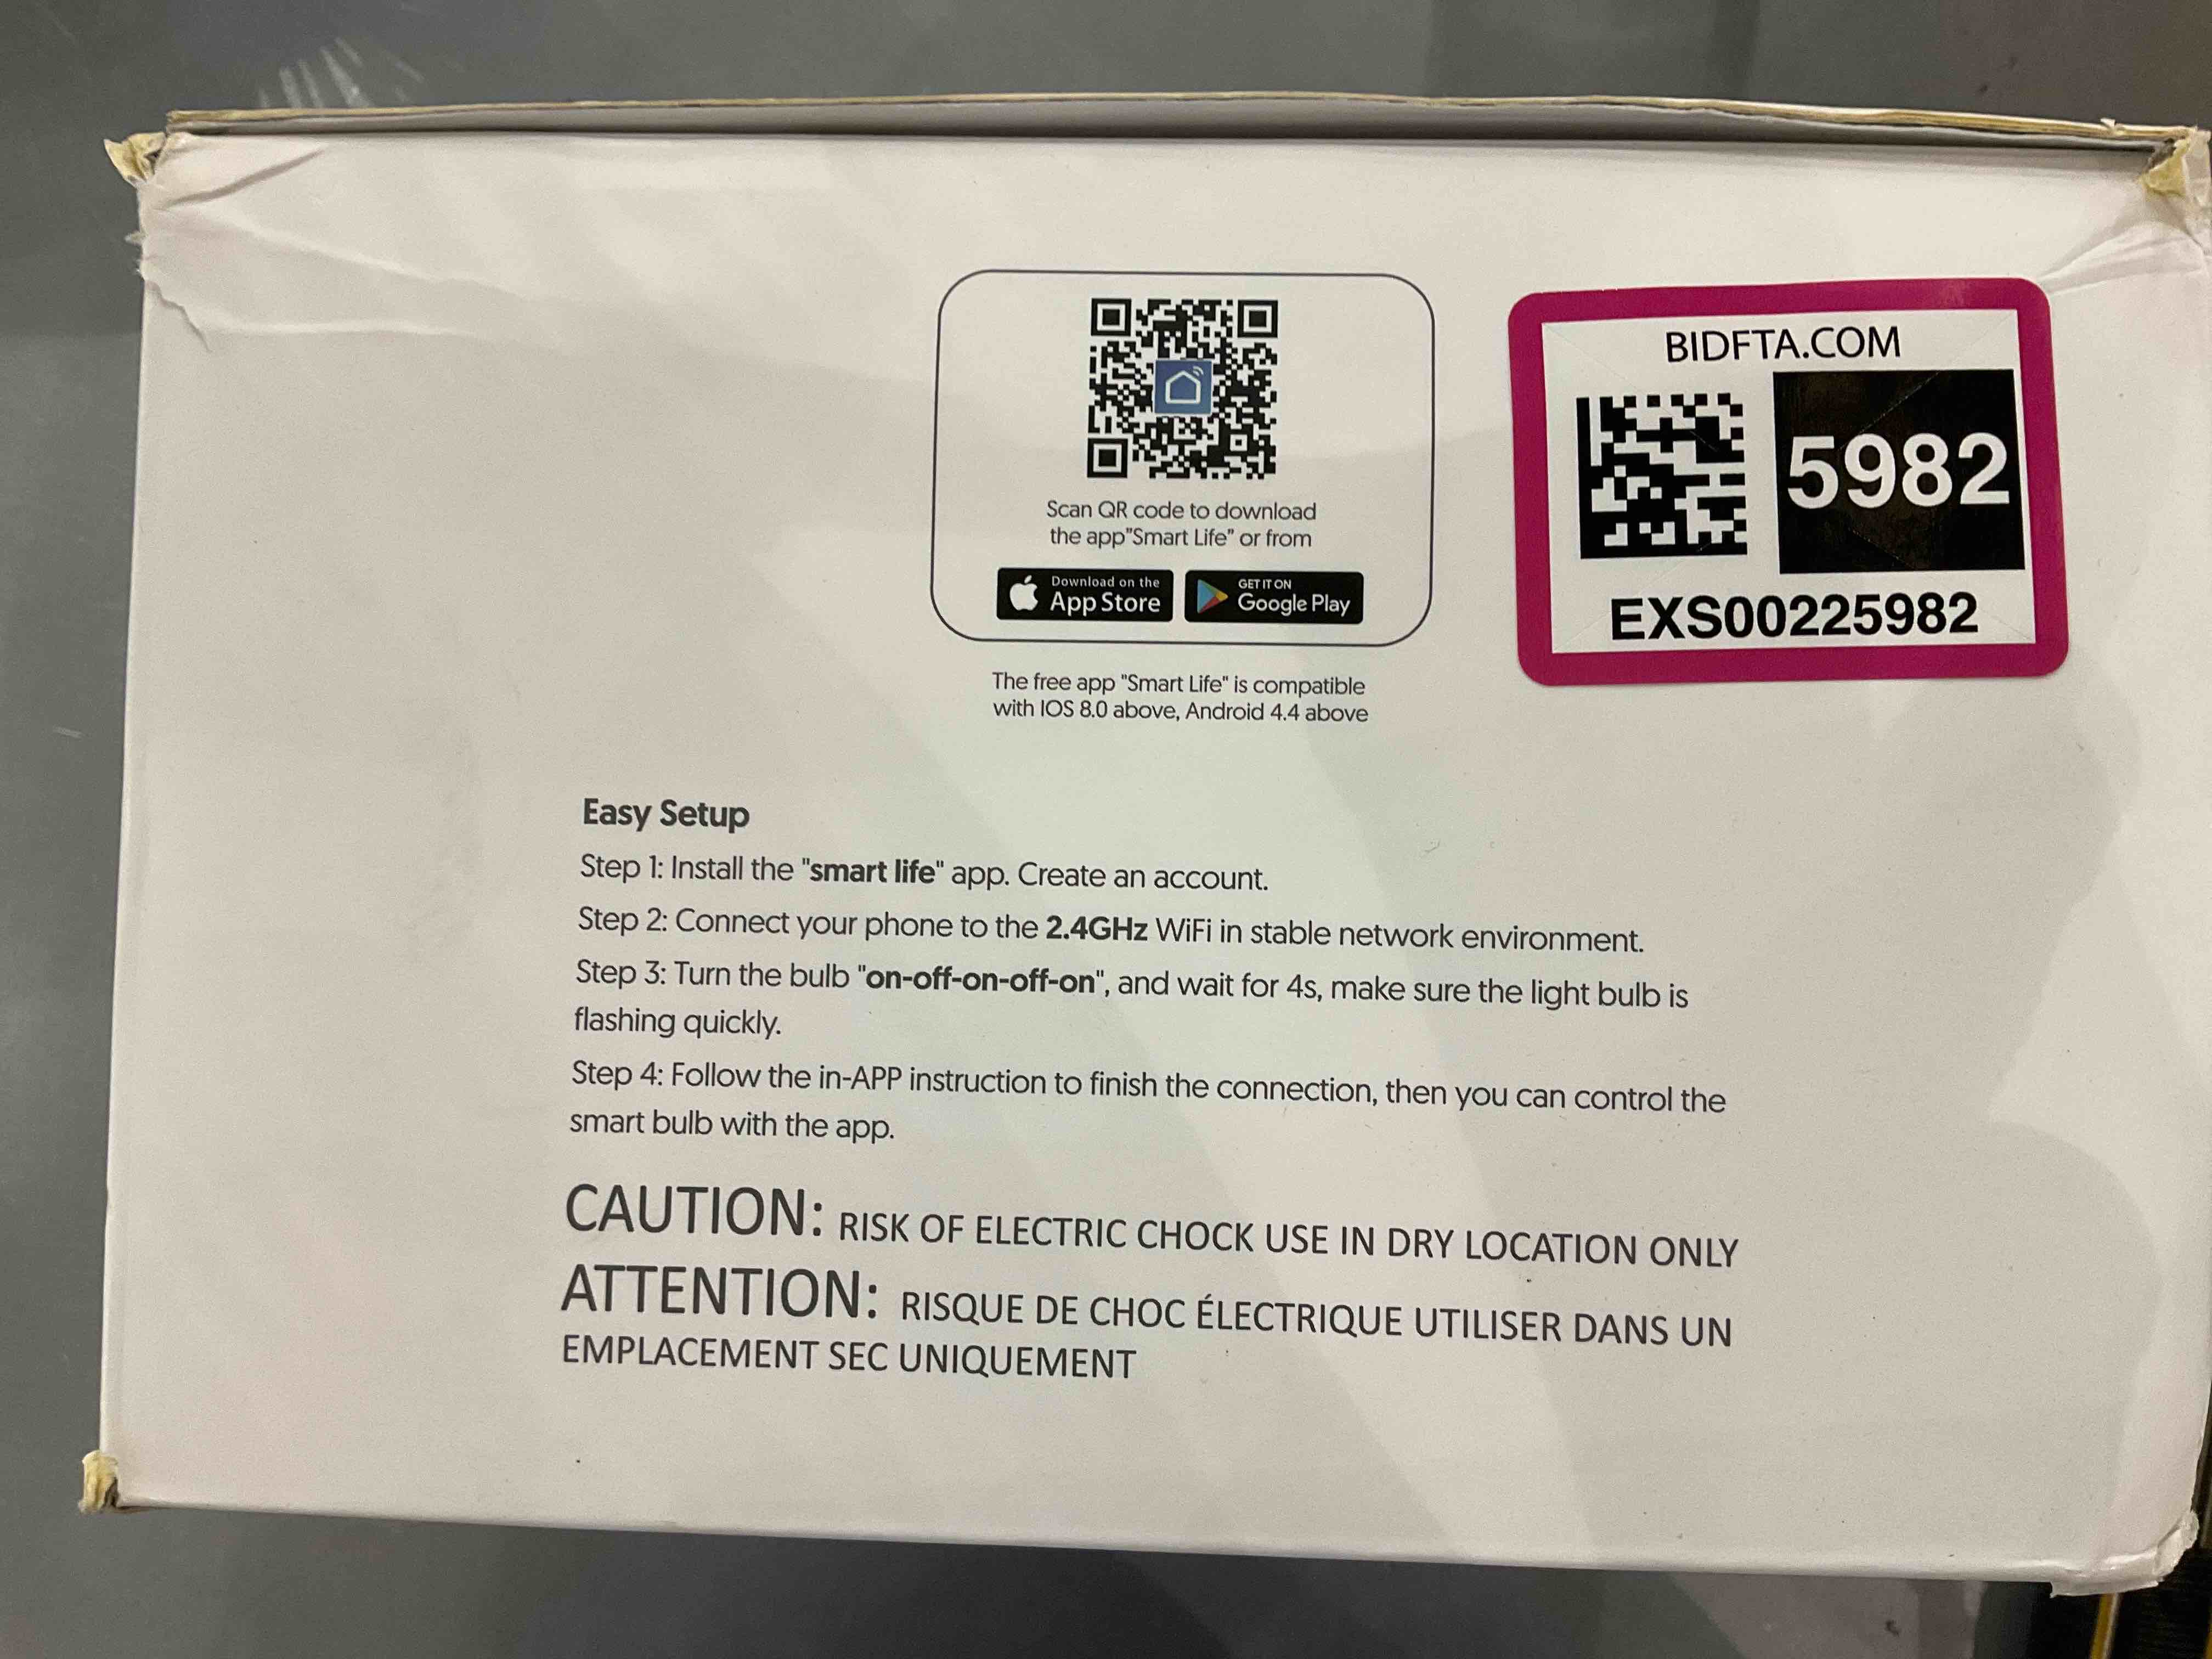 Scan QR code to download
the app"Smart Life" or from
Download on the
App Store
GET IT ON
Google Play
The free app "Smart Life" is compatible
with IOS 8.0 above, Android 4.4 above
BIDFTA.COM
5982
EXS00225982
Easy Setup
Step 1: Install the "smart life" app. Create an account.
Step 2: Connect your phone to the 2.4GHz WiFi in stable network environment.
Step 3: Turn the bulb "on-off-on-off-on", and wait for 4s, make sure the light bulb is
flashing quickly.
Step 4: Follow the in-APP instruction to finish the connection, then you can control the
smart bulb with the app.
CAUTION: RISK OF ELECTRIC CHOCK USE IN DRY LOCATION ONLY
ATTENTION: RISQUE DE CHOC ÉLECTRIQUE UTILISER DANS UN
EMPLACEMENT SEC UNIQUEMENT